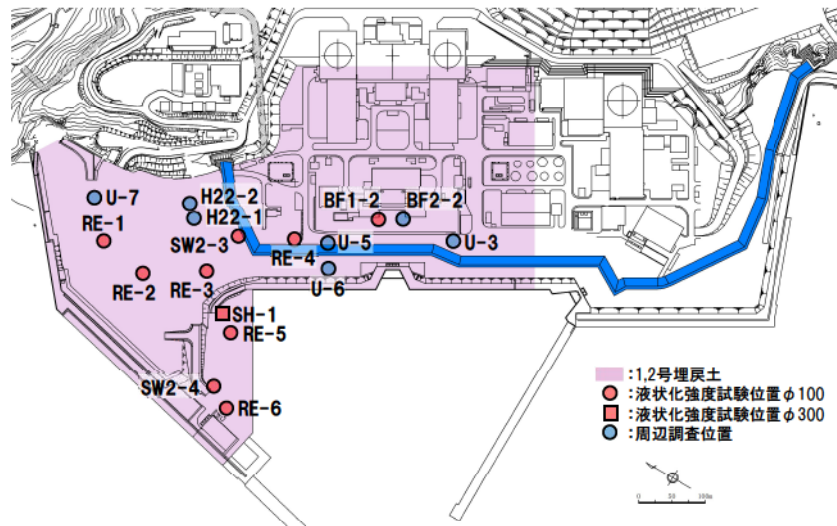 H22-2
U-7
BF1-2
BF2-2
H22-1
RE-1
SW2-3
U-5
U-3
RE-4
RE-2
RE-3
U-6
SH-1
RE-5
SW2-4
RE-6
:1,2号埋戻土
:液状化強度試験位置φ100
:液状化強度試験位置φ300
:周辺調査位置
0 50 100m